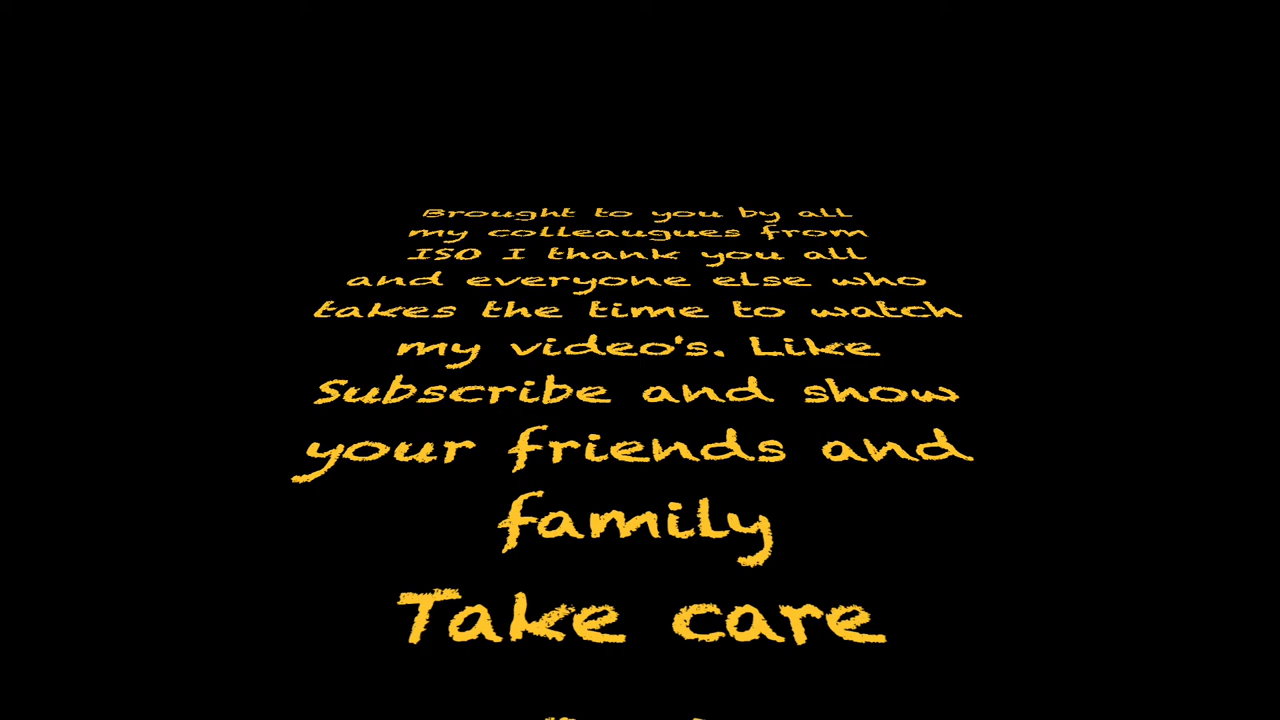 Brought to you by all
my colleaugues from
ISO I thank you all
and everyone else who
takes the time to watch
my video's. Like
Subscribe and show
your friends and
family
Take care